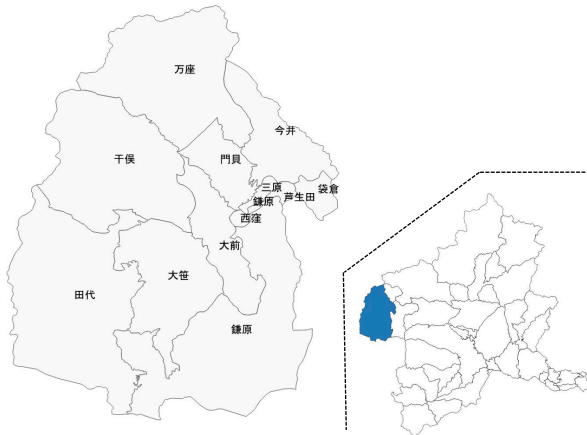 万座
今井
干俣
門貝
三原
袋倉
芦生田
鎌原
西窪
大前
大笹
田代
鎌原